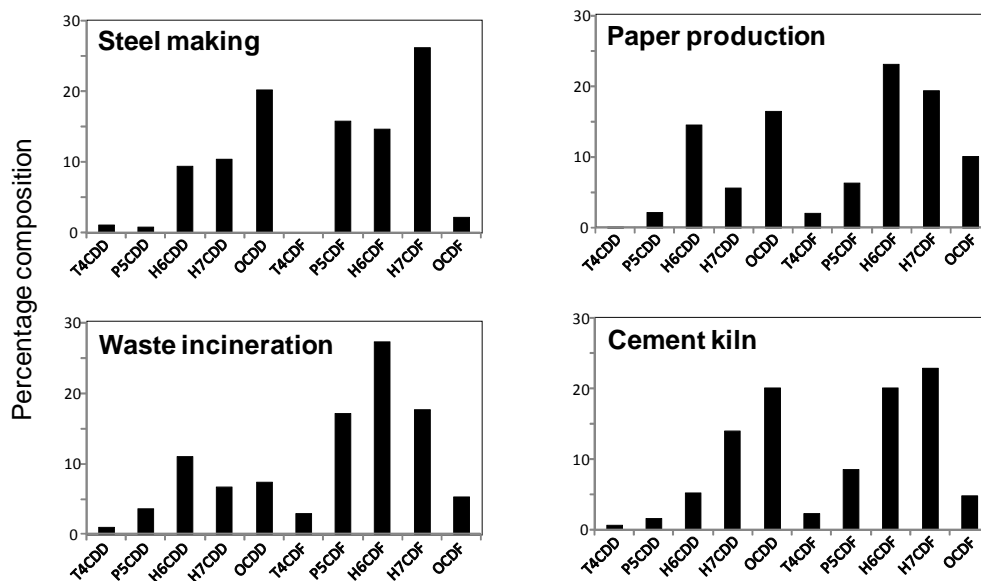 Percentage composition
Steel making
30
20
10
0
T4CDD P5CDD H6CDD H7CDD OCDD T4CDF P5CDF H6CDF H7CDF OCDF
Paper production
30
20
10
0
T4CDD P5CDD H6CDD H7CDD OCDD T4CDF P5CDF H6CDF H7CDF OCDF
Waste incineration
30
20
10
0
T4CDD P5CDD H6CDD H7CDD OCDD T4CDF P5CDF H6CDF H7CDF OCDF
Cement kiln
30
20
10
0
T4CDD P5CDD H6CDD H7CDD OCDD T4CDF P5CDF H6CDF H7CDF OCDF